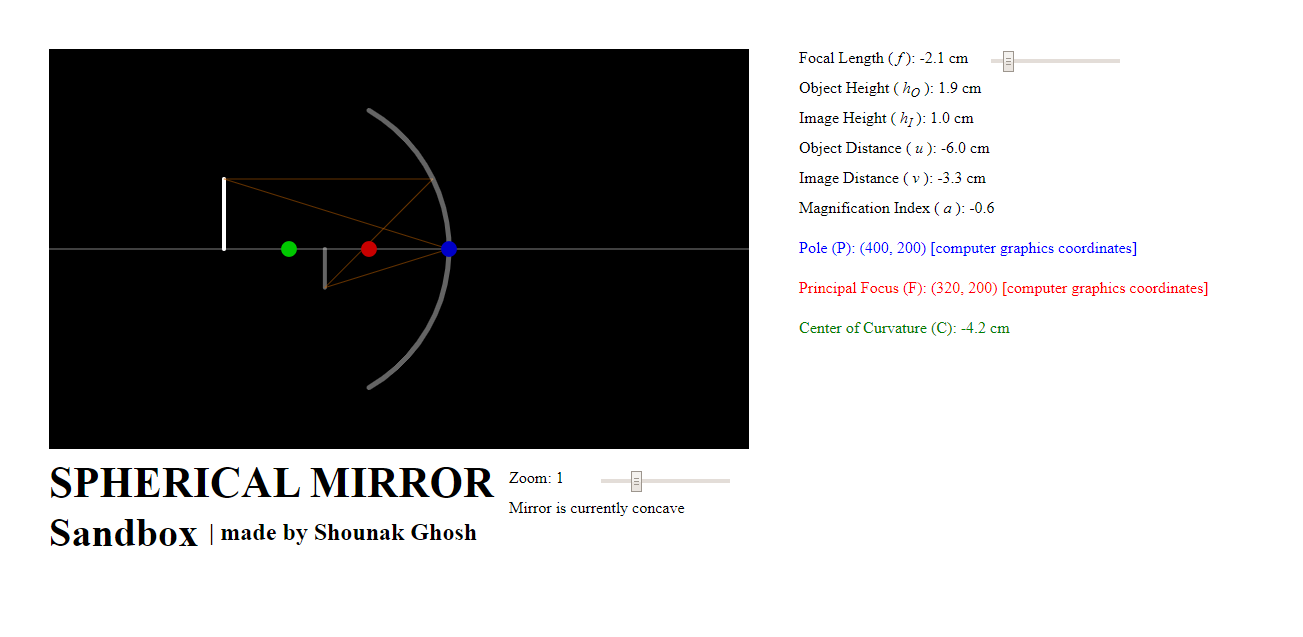 Focal Length ( f ): -2.1 cm
Object Height ( hO ): 1.9 cm
Image Height ( hI ): 1.0 cm
Object Distance ( u ): -6.0 cm
Image Distance ( v ): -3.3 cm
Magnification Index ( a ): -0.6
Pole (P): (400, 200) [computer graphics coordinates]
Principal Focus (F): (320, 200) [computer graphics coordinates]
Center of Curvature (C): -4.2 cm
SPHERICAL MIRROR
Sandbox | made by Shounak Ghosh
Zoom: 1
Mirror is currently concave